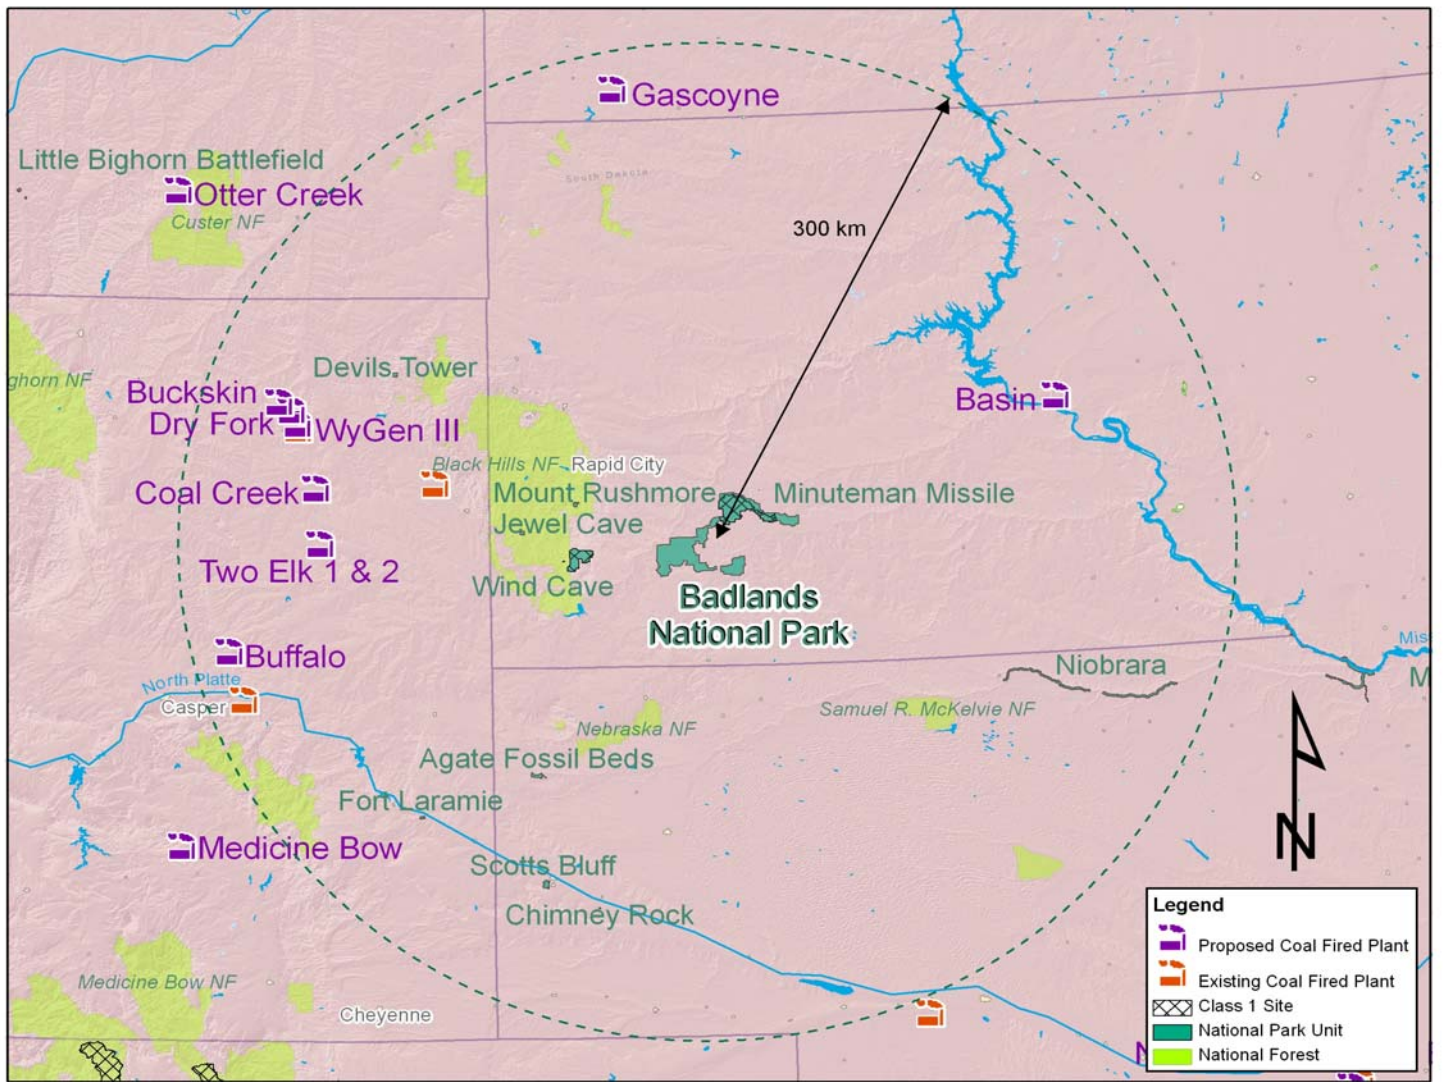 Yo
Gascoyne
Little Bighorn Battlefield
South Dakota
Otter Creek
Custer NF
300 km
Devils Tower
ghorn NF
Buckskin
Dry Fork
WyGen III
Basin
Black Hills NF
Rapid City
Coal Creek
Mount Rushmore
Minuteman Missile
Jewel Cave
Two Elk 1 & 2
Wind Cave
Badlands
National Park
Buffalo
Mis
Niobrara
M
North Platte
Casper
Nebraska NF
Samuel R. McKelvie NF
Agate Fossil Beds
Fort Laramie
Medicine Bow
N
Scotts Bluff
Chimney Rock
Legend
Proposed Coal Fired Plant
Existing Coal Fired Plant
Class 1 Site
National Park Unit
National Forest
Medicine Bow NF
Cheyenne